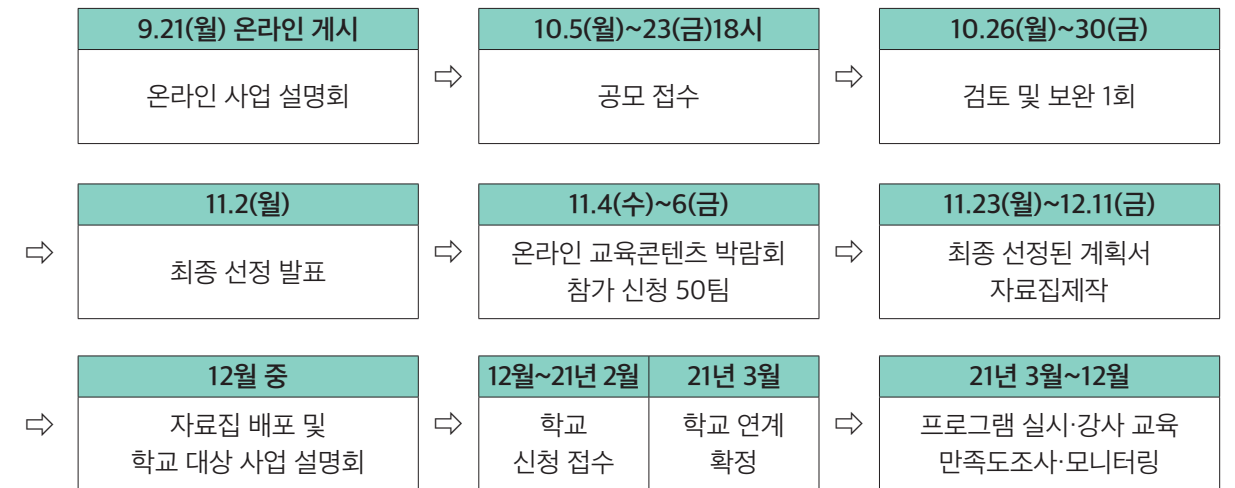 9.21(월) 온라인 게시
온라인 사업 설명회
⇨
10.5(월)~23(금)18시
공모 접수
⇨
10.26(월)~30(금)
검토 및 보완 1회
⇨
11.2(월)
최종 선정 발표
⇨
11.4(수)~6(금)
온라인 교육콘텐츠 박람회
참가 신청 50팀
⇨
11.23(월)~12.11(금)
최종 선정된 계획서
자료집제작
⇨
12월 중
자료집 배포 및
학교 대상 사업 설명회
⇨
12월~21년 2월
학교
신청 접수
21년 3월
학교 연계
확정
⇨
21년 3월~12월
프로그램 실시·강사 교육
만족도조사·모니터링